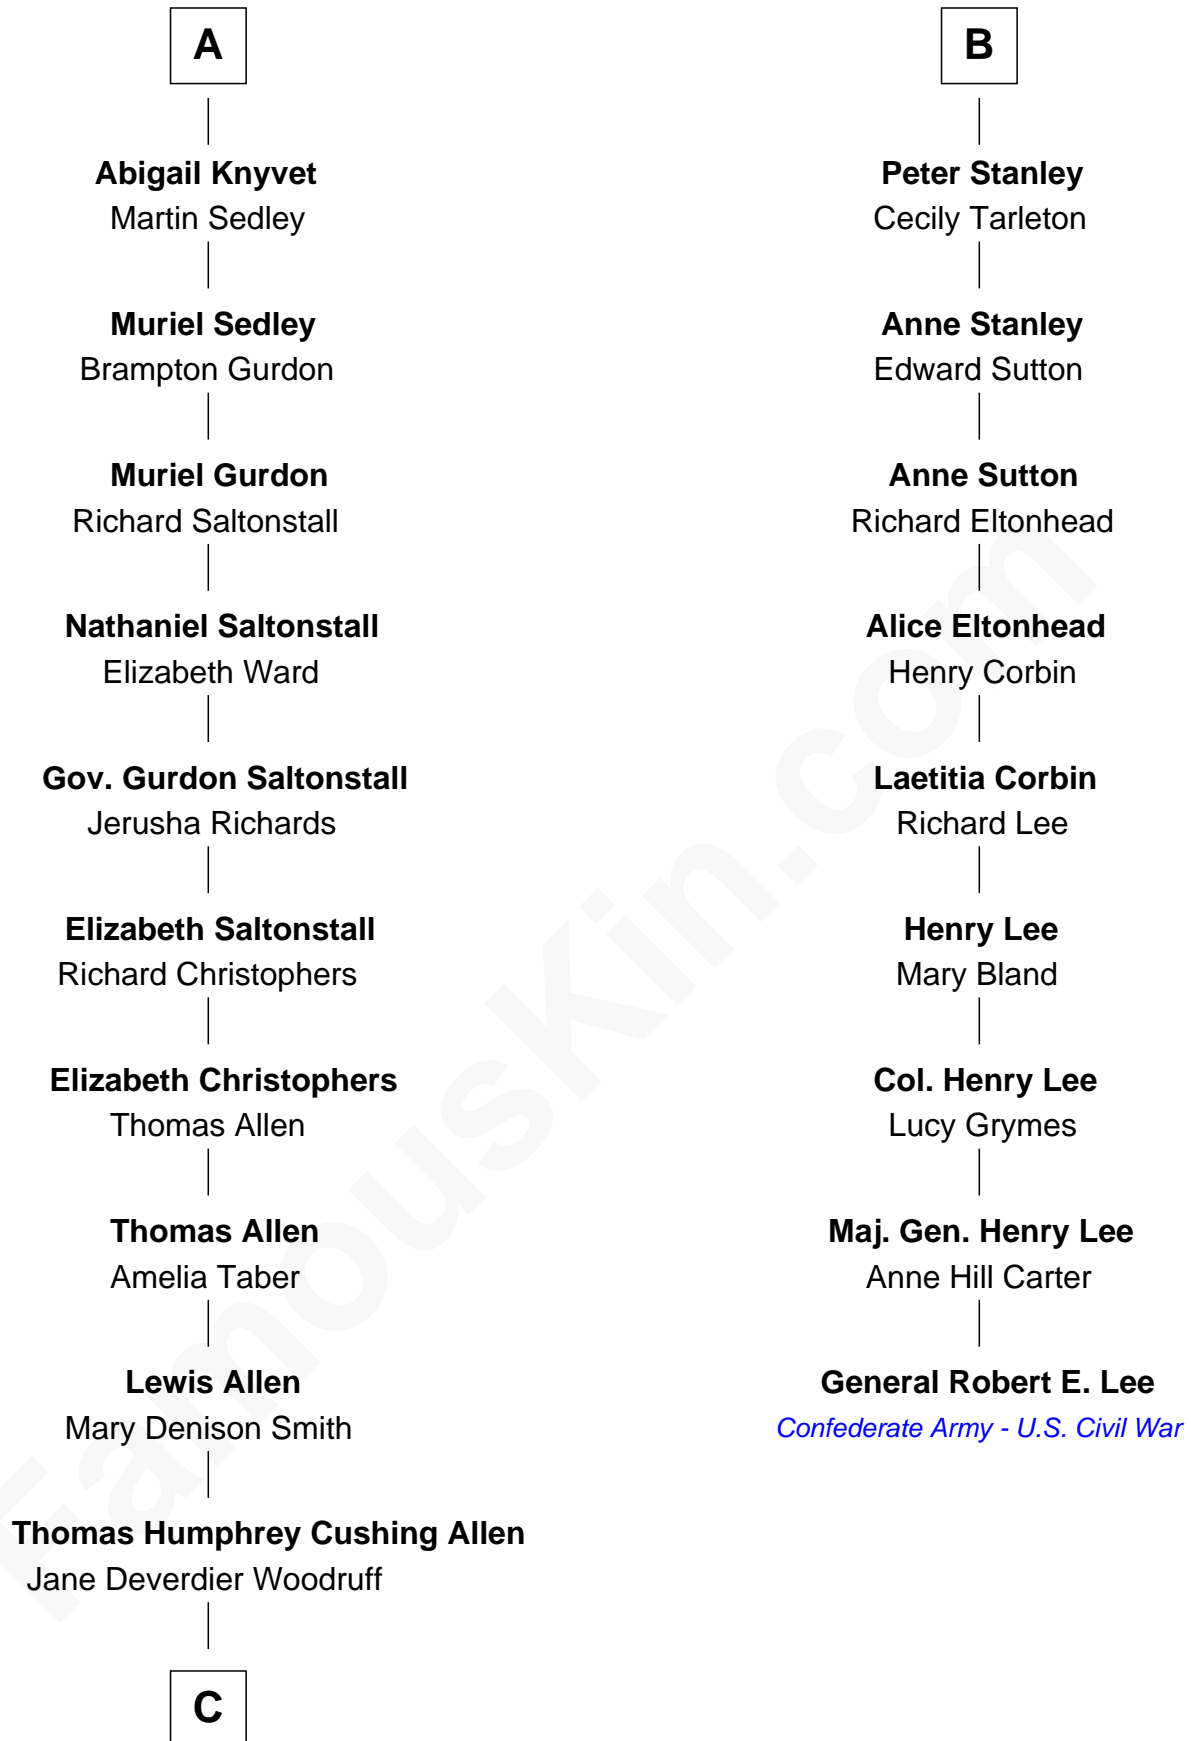 A
Abigail Knyvet
Martin Sedley
Muriel Sedley
Brampton Gurdon
Muriel Gurdon
Richard Saltonstall
Nathaniel Saltonstall
Elizabeth Ward
Gov. Gurdon Saltonstall
Jerusha Richards
Elizabeth Saltonstall
Richard Christophers
Elizabeth Christophers
Thomas Allen
Thomas Allen
Amelia Taber
Lewis Allen
Mary Denison Smith
Thomas Humphrey Cushing Allen
Jane Deverdier Woodruff
C
B
Peter Stanley
Cecily Tarleton
Anne Stanley
Edward Sutton
Anne Sutton
Richard Eltonhead
Alice Eltonhead
Henry Corbin
Laetitia Corbin
Richard Lee
Henry Lee
Mary Bland
Col. Henry Lee
Lucy Grymes
Maj. Gen. Henry Lee
Anne Hill Carter
General Robert E. Lee
Confederate Army - U.S. Civil War
FamousKin.com